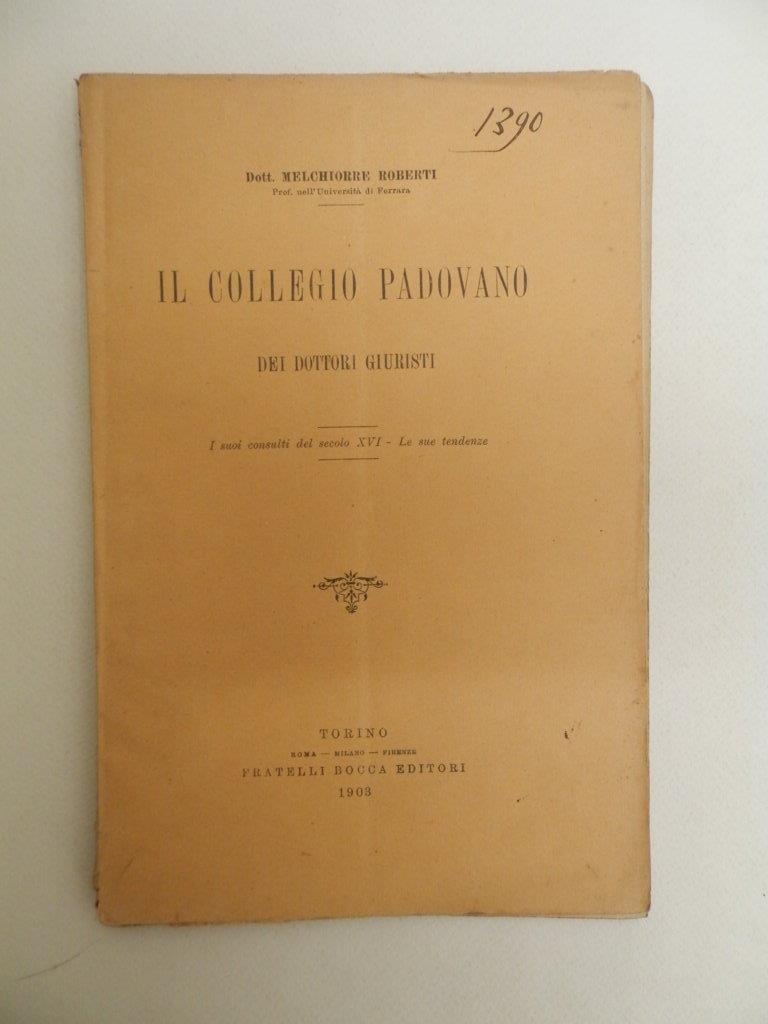 1390
Dott. MELCHIORRE ROBERTI
Prof. nell'Università di Ferrara
IL COLLEGIO PADOVANO
DEI DOTTORI GIURISTI
I suoi consulti del secolo XVI - Le sue tendenze
TORINO
ROMA — MILANO — FIRENZE
FRATELLI BOCCA EDITORI
1903